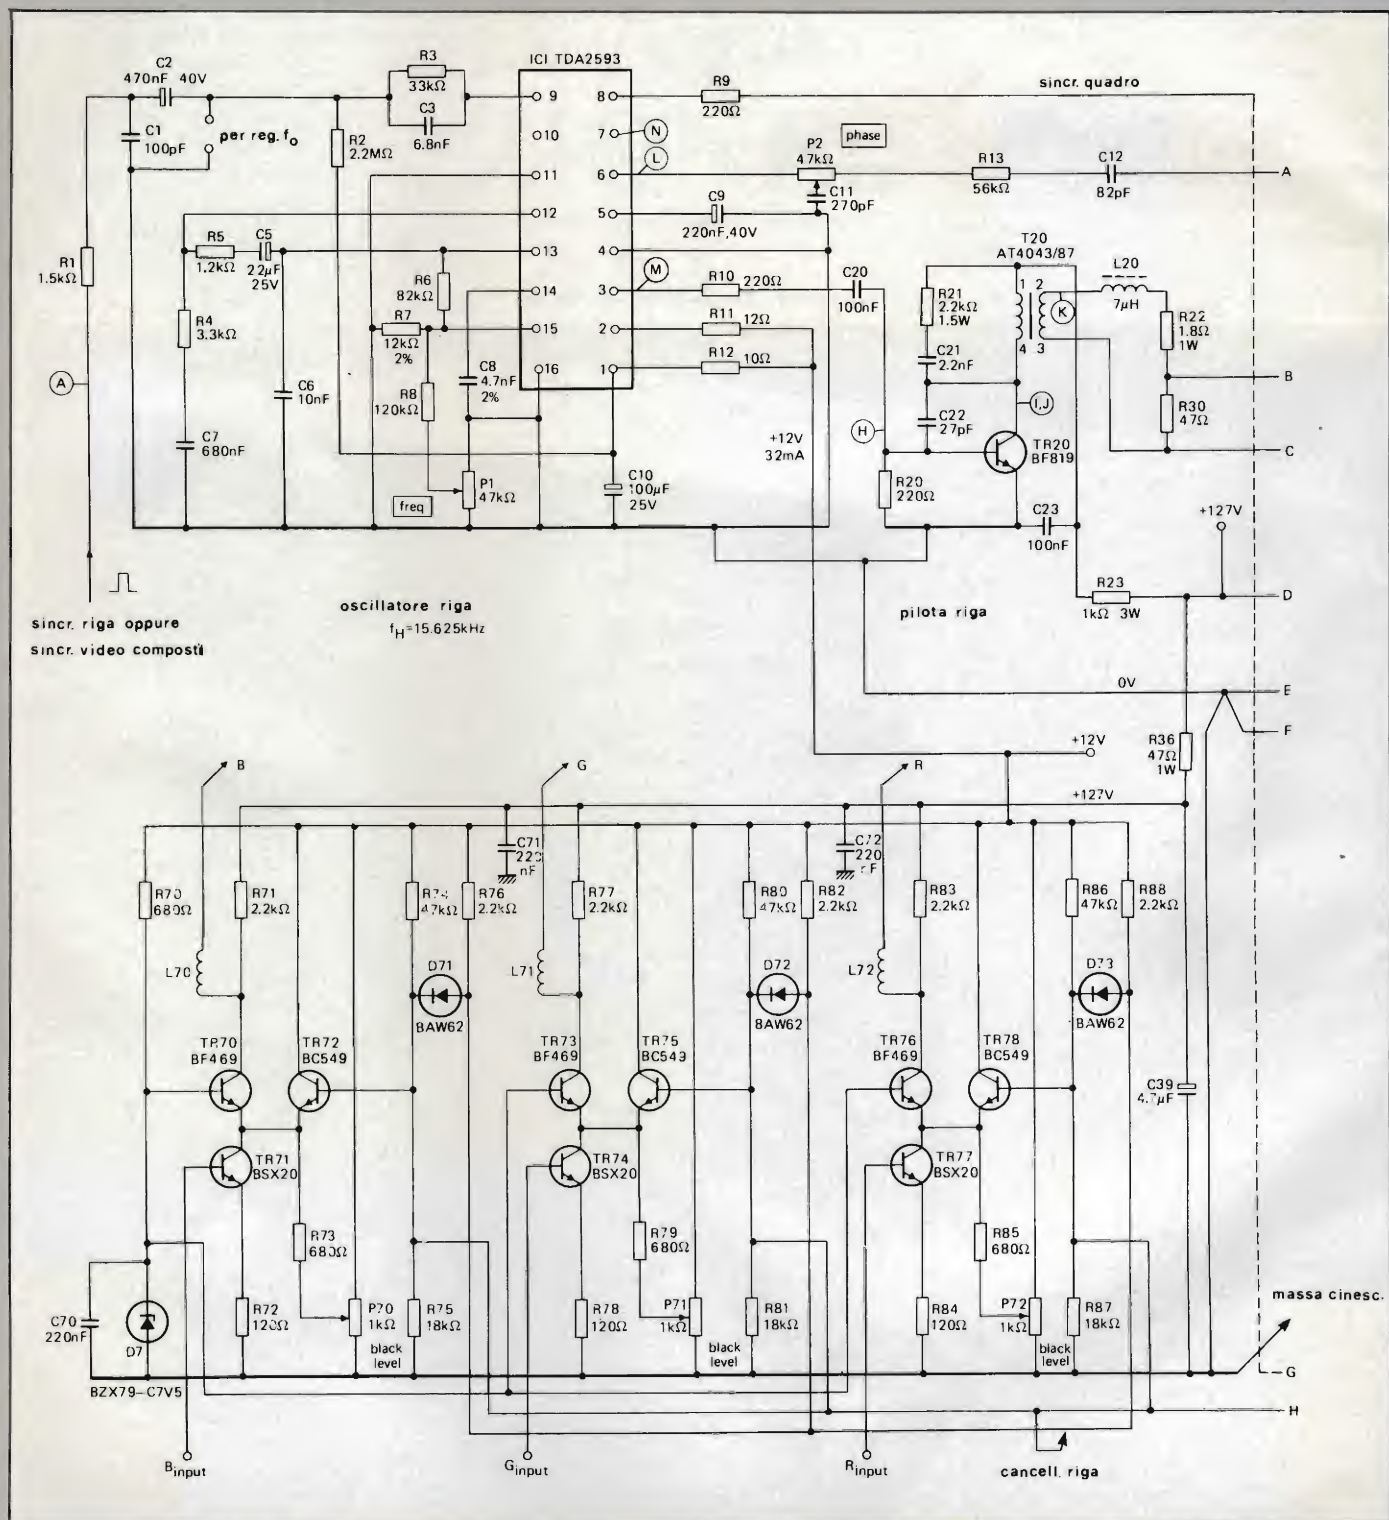 C2
470nF 40V
R3
33kΩ
C3
6.8nF
ICI TDA2593
R9
220Ω
sincr. quadro
C1
100pF
per reg. fo
R2
2.2MΩ
9
10
11
12
13
14
15
16
8
7
6
5
4
3
2
1
N
L
M
P2
47kΩ
phase
R13
56kΩ
C12
82pF
A
C11
270pF
C9
220nF,40V
R1
1.5kΩ
R5
1.2kΩ
C5
22µF
25V
R6
82kΩ
R4
3.3kΩ
R7
12kΩ
2%
R8
120kΩ
C8
4.7nF
2%
R10
220Ω
R11
12Ω
R12
10Ω
C20
100nF
T20
AT4043/87
R21
2.2kΩ
1.5W
C21
2.2nF
1
2
4
3
K
L20
7µH
R22
1.8Ω
1W
B
R30
47Ω
C
A
C6
10nF
C7
680nF
C22
27pF
I,J
H
TR20
BF819
R20
220Ω
+12V
32mA
P1
47kΩ
freq
C10
100µF
25V
C23
100nF
+127V
R23
1kΩ 3W
D
sincr. riga oppure
sincr. video composti
oscillatore riga
fH=15.625kHz
pilota riga
0V
E
F
+12V
R36
47Ω
1W
+127V
B
G
R
C71
220
nF
C72
220
nF
R70
680Ω
R71
2.2kΩ
R74
47kΩ
R76
2.2kΩ
R77
2.2kΩ
R80
47kΩ
R82
2.2kΩ
R83
2.2kΩ
R86
47kΩ
R88
2.2kΩ
L70
L71
L72
D71
BAW62
D72
BAW62
D73
BAW62
TR70
BF469
TR72
BC549
TR73
BF469
TR75
BC549
TR76
BF469
TR78
BC549
C39
4.7µF
TR71
BSX20
TR74
BSX20
TR77
BSX20
R73
680Ω
R79
680Ω
R85
680Ω
C70
220nF
D7
BZX79-C7V5
R72
120Ω
P70
1kΩ
black
level
R75
18kΩ
R78
120Ω
P71
1kΩ
black
level
R81
18kΩ
R84
120Ω
P72
1kΩ
black
level
R87
18kΩ
massa cinesc.
G
H
Binput
Ginput
Rinput
cancell. riga